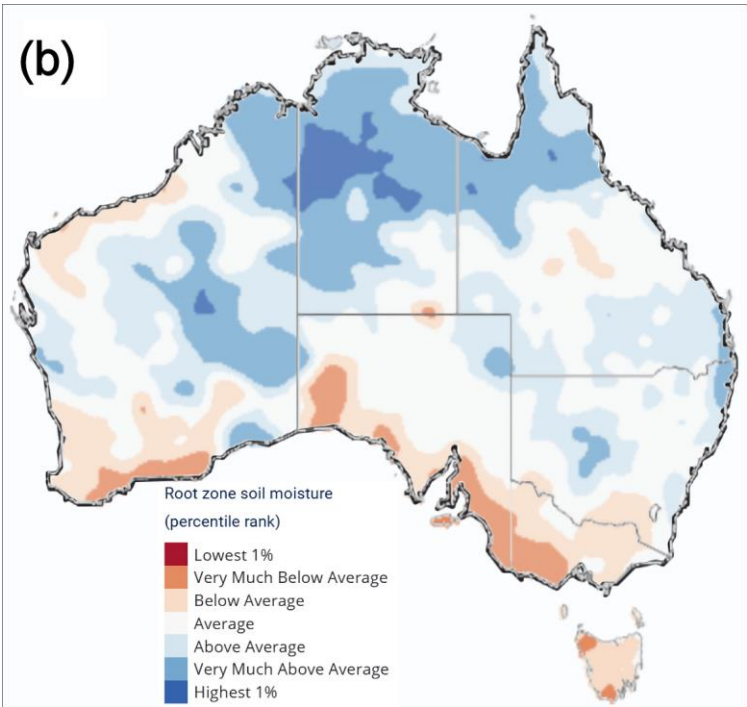 (b)
Root zone soil moisture
(percentile rank)
Lowest 1%
Very Much Below Average
Below Average
Average
Above Average
Very Much Above Average
Highest 1%